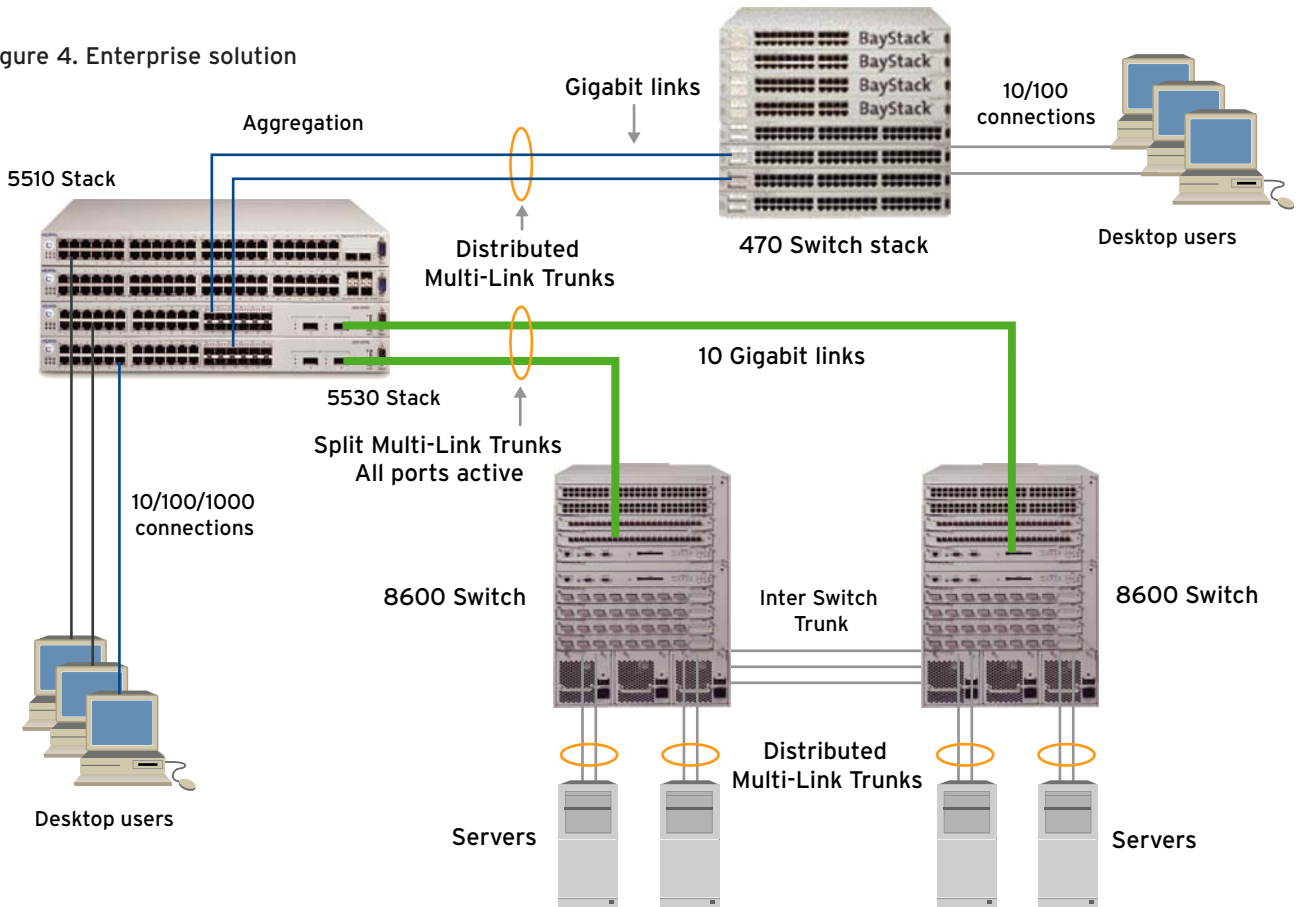 gure 4. Enterprise solution
BayStack
BayStack
BayStack
BayStack
Gigabit links
10/100
connections
Aggregation
5510 Stack
Distributed
Multi-Link Trunks
470 Switch stack
Desktop users
10 Gigabit links
5530 Stack
Split Multi-Link Trunks
All ports active
10/100/1000
connections
8600 Switch
Inter Switch
Trunk
8600 Switch
Distributed
Multi-Link Trunks
Desktop users
Servers
Servers